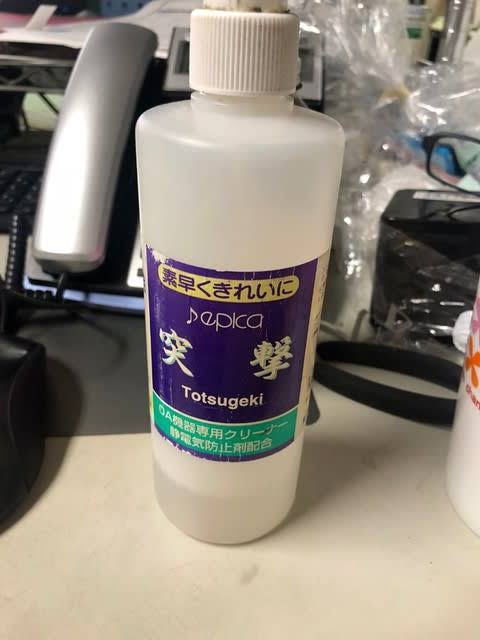 素早くきれいに
epica
突撃
Totsugeki
OA機器専用クリーナー
静電気防止剤配合